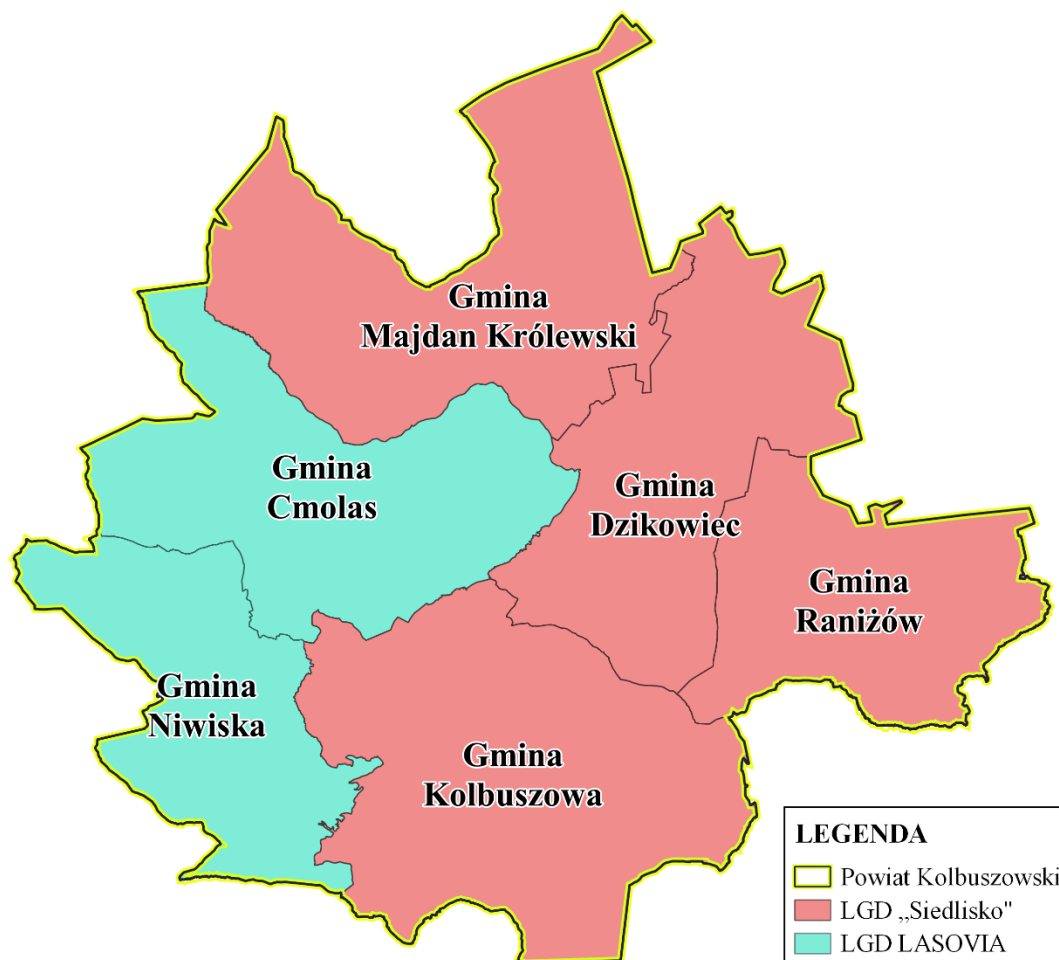 Gmina
Majdan Królewski
Gmina
Cmolas
Gmina
Dzikowiec
Gmina
Raniżów
Gmina
Niwiska
Gmina
Kolbuszowa
LEGENDA
Powiat Kolbuszowski
LGD „Siedlisko"
LGD LASOVIA